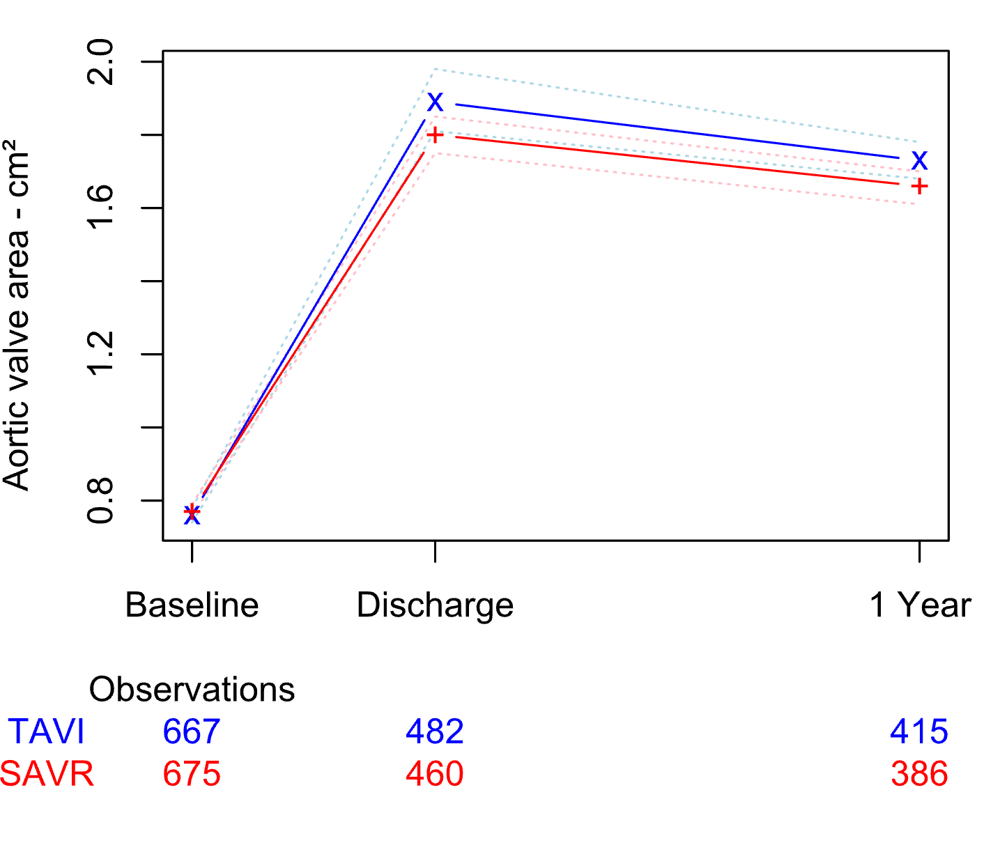 Aortic valve area - cm²
2.0
1.6
1.2
0.8
Baseline Discharge 1 Year
Observations
TAVI 667 482 415
SAVR 675 460 386